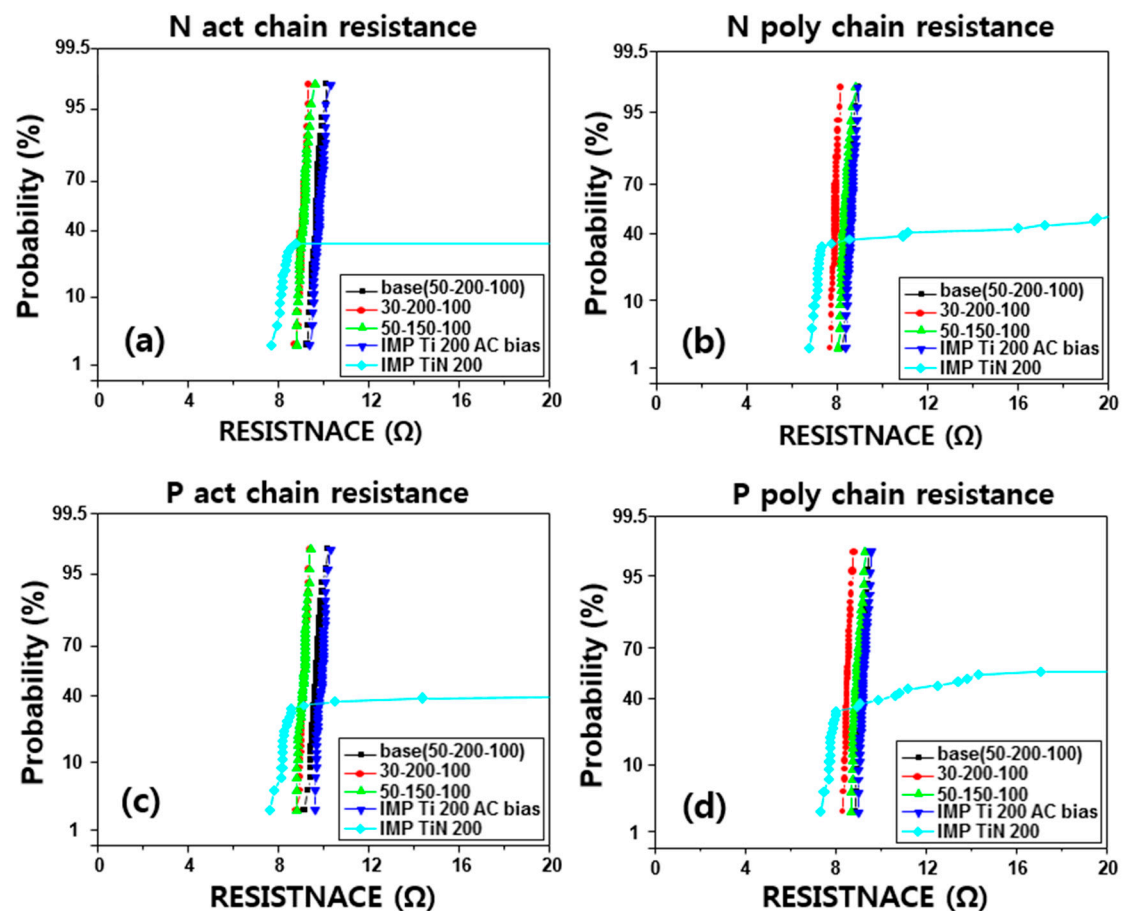 N act chain resistance
99.5
95
70
40
10
1
Probability (%)
(a)
base(50-200-100)
30-200-100
50-150-100
IMP Ti 200 AC bias
IMP TiN 200
0 4 8 12 16 20
RESISTNACE (Ω)
N poly chain resistance
99.5
95
70
40
10
1
Probability (%)
(b)
base(50-200-100)
30-200-100
50-150-100
IMP Ti 200 AC bias
IMP TiN 200
0 4 8 12 16 20
RESISTNACE (Ω)
P act chain resistance
99.5
95
70
40
10
1
Probability (%)
(c)
base(50-200-100)
30-200-100
50-150-100
IMP Ti 200 AC bias
IMP TiN 200
0 4 8 12 16 20
RESISTNACE (Ω)
P poly chain resistance
99.5
95
70
40
10
1
Probability (%)
(d)
base(50-200-100)
30-200-100
50-150-100
IMP Ti 200 AC bias
IMP TiN 200
0 4 8 12 16 20
RESISTNACE (Ω)